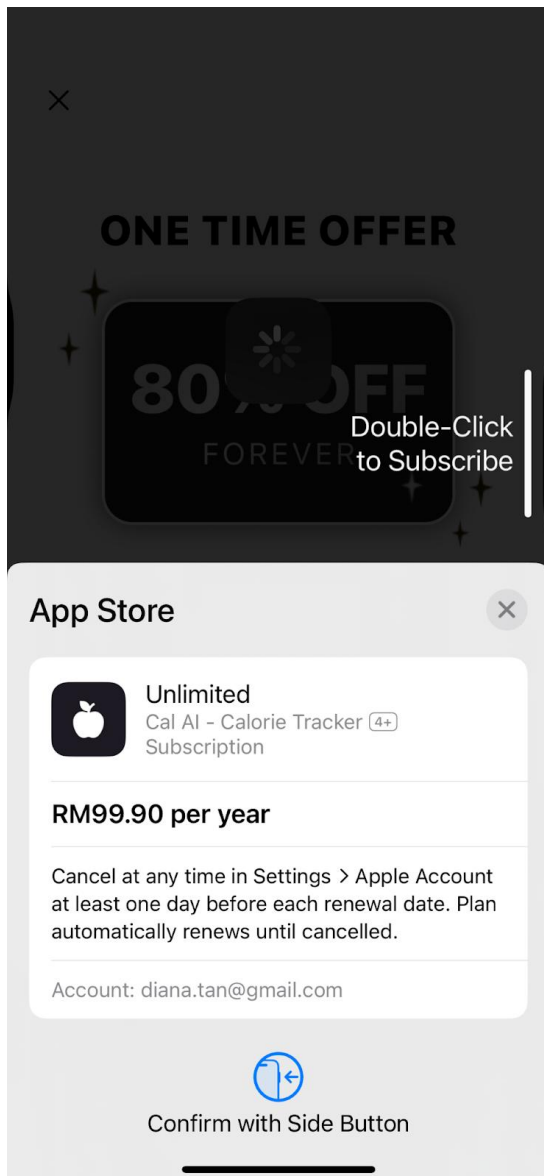 ONE TIME OFFER
80% OFF
FOREVER
Double-Click
to Subscribe
App Store
Unlimited
Cal AI - Calorie Tracker 4+
Subscription
RM99.90 per year
Cancel at any time in Settings > Apple Account
at least one day before each renewal date. Plan
automatically renews until cancelled.
Account: diana.tan@gmail.com
Confirm with Side Button